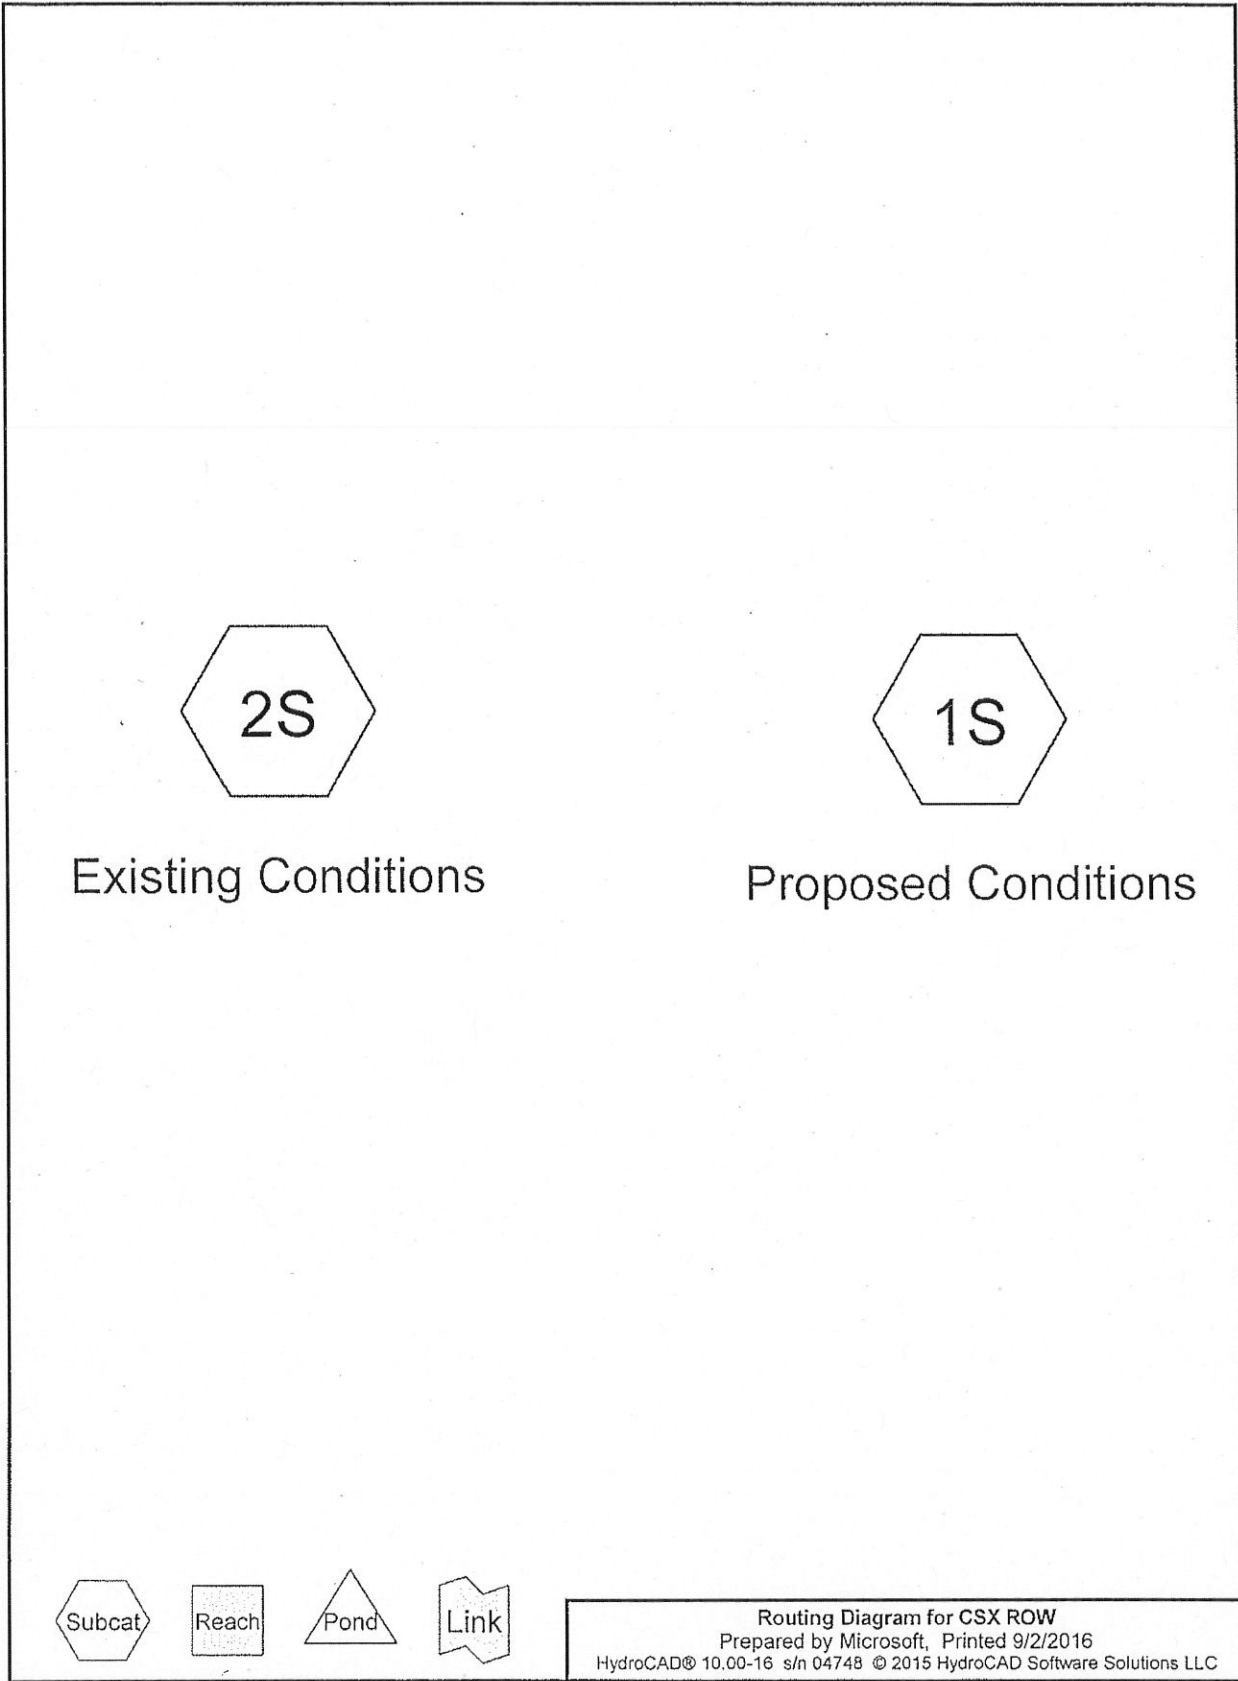 2S
1S
Existing Conditions
Proposed Conditions
Subcat
Reach
Pond
Link
Routing Diagram for CSX ROW
Prepared by Microsoft, Printed 9/2/2016
HydroCAD® 10.00-16 s/n 04748 © 2015 HydroCAD Software Solutions LLC